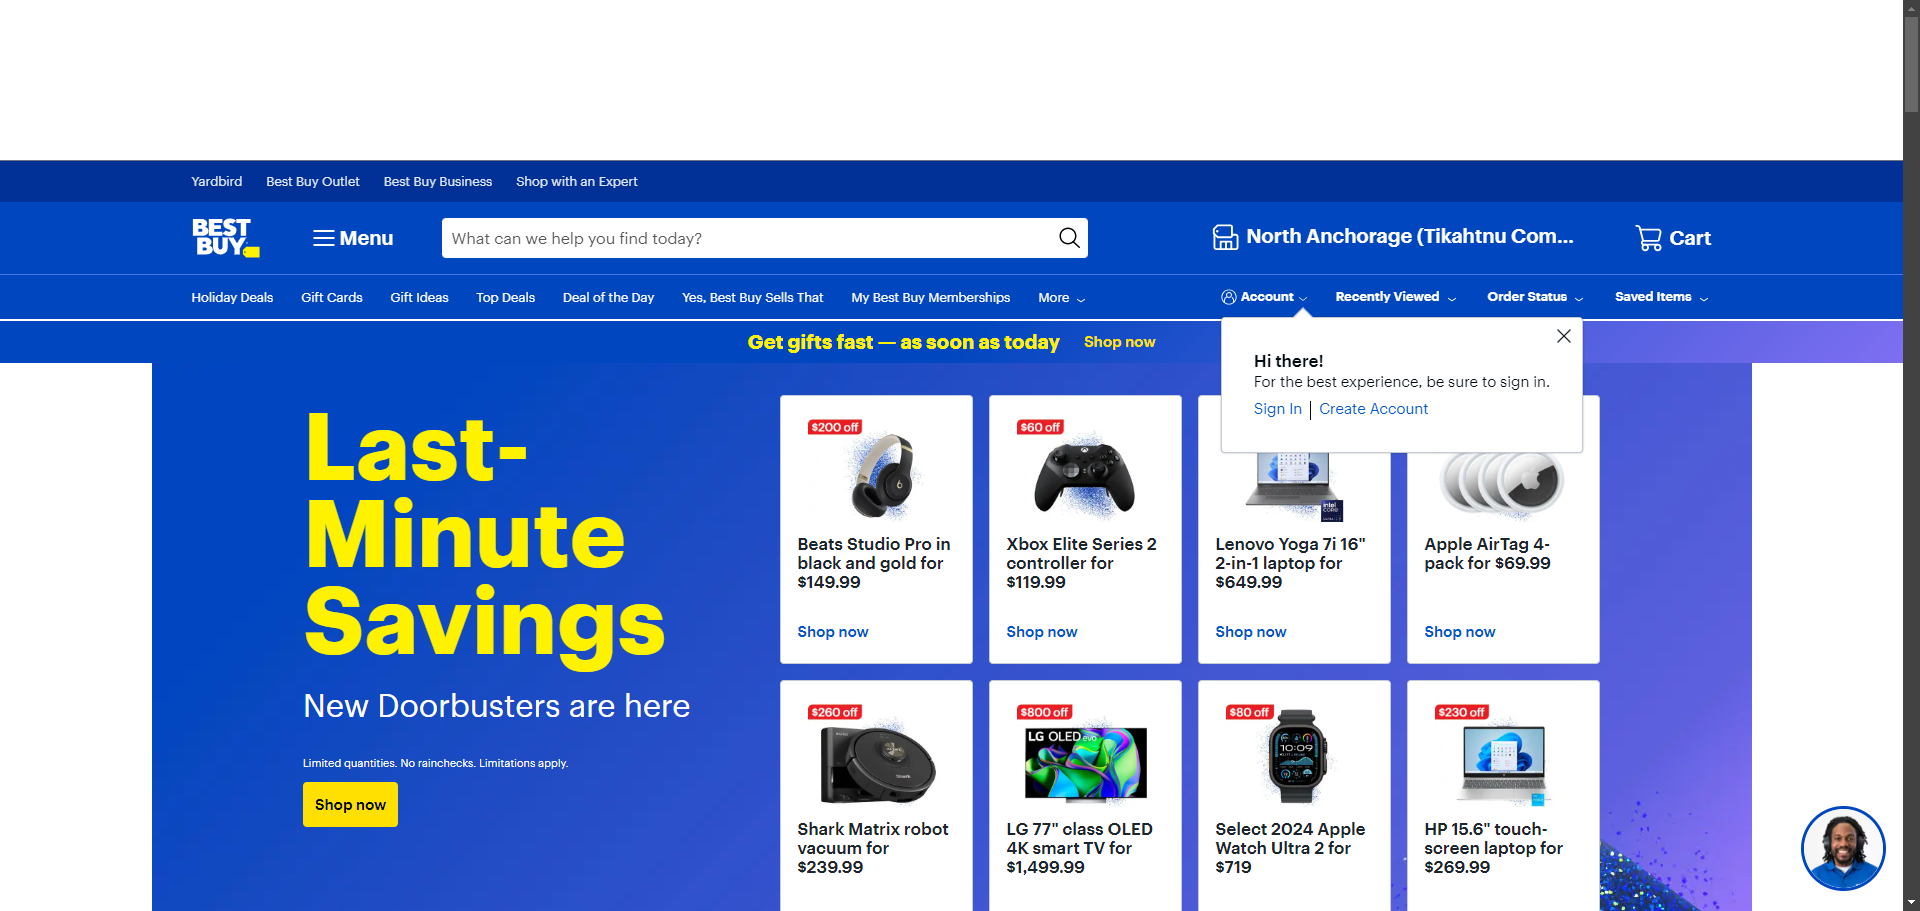 Yardbird Best Buy Outlet Best Buy Business Shop with an Expert
BEST
BUY
Menu
What can we help you find today?
North Anchorage (Tikahtnu Com...
Cart
Holiday Deals Gift Cards Gift Ideas Top Deals Deal of the Day Yes, Best Buy Sells That My Best Buy Memberships More
Account Recently Viewed Order Status Saved Items
Get gifts fast — as soon as today Shop now
Hi there!
For the best experience, be sure to sign in.
Sign In | Create Account
Last-
Minute
Savings
New Doorbusters are here
Limited quantities. No rainchecks. Limitations apply.
Shop now
$200 off
Beats Studio Pro in
black and gold for
$149.99
Shop now
$60 off
Xbox Elite Series 2
controller for
$119.99
Shop now
intel
CORE
Lenovo Yoga 7i 16"
2-in-1 laptop for
$649.99
Shop now
Apple AirTag 4-
pack for $69.99
Shop now
$260 off
Shark
Shark Matrix robot
vacuum for
$239.99
$800 off
LG OLED evo
LG 77" class OLED
4K smart TV for
$1,499.99
$80 off
10:09
Select 2024 Apple
Watch Ultra 2 for
$719
$230 off
HP 15.6" touch-
screen laptop for
$269.99